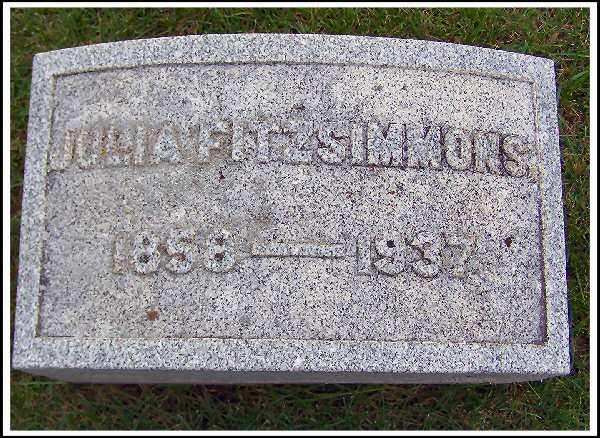 JULIA FITZSIMMONS.
1858 — 1937